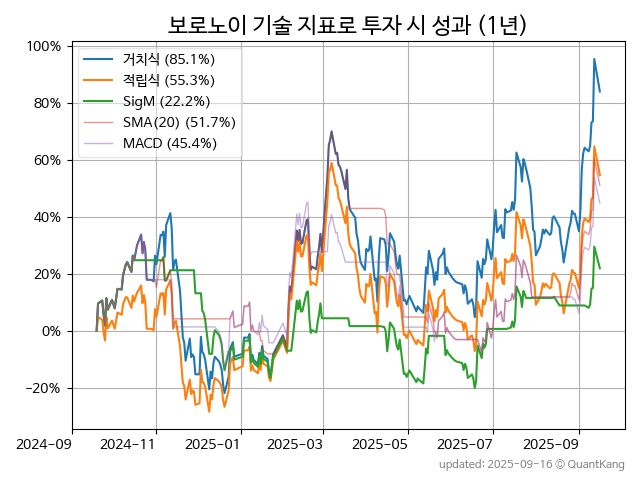 보로노이 기술 지표로 투자 시 성과 (1년)
100%
80%
60%
40%
20%
0%
−20%
거치식 (85.1%)
적립식 (55.3%)
SigM (22.2%)
SMA(20) (51.7%)
MACD (45.4%)
2024-09
2024-11
2025-01
2025-03
2025-05
2025-07
2025-09
updated: 2025-09-16 © QuantKang